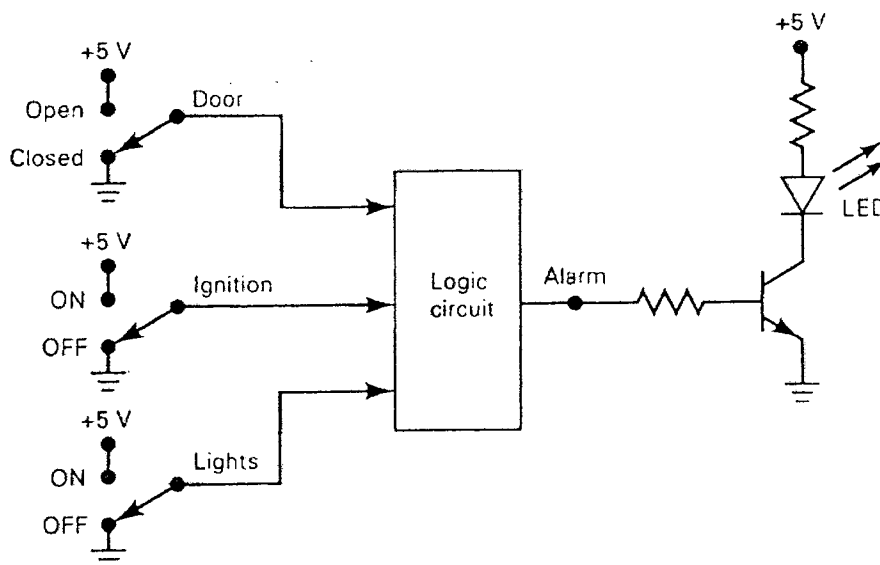 +5 V
Open
Door
Closed
+5 V
ON
Ignition
OFF
+5 V
ON
Lights
OFF
Logic
circuit
Alarm
+5 V
LED